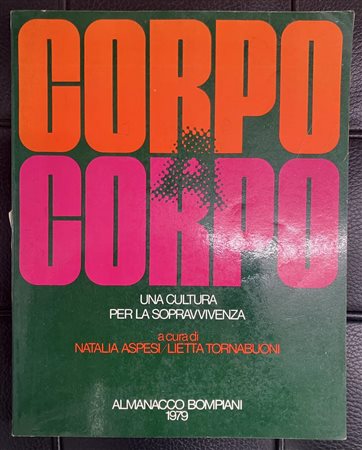 CORPO
A
CORPO
UNA CULTURA
PER LA SOPRAVVIVENZA
a cura di
NATALIA ASPESI/LIETTA TORNABUONI
ALMANACCO BOMPIANI
1979